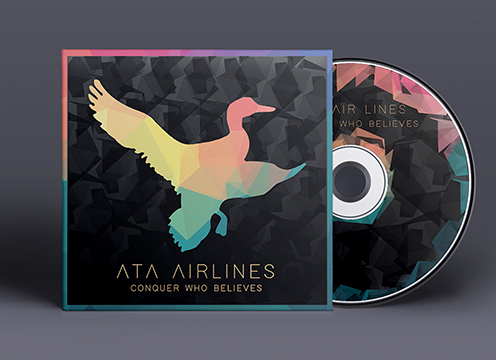 ATA AIRLINES
CONQUER WHO BELIEVES
AIR LINES
WHO BELIEVES